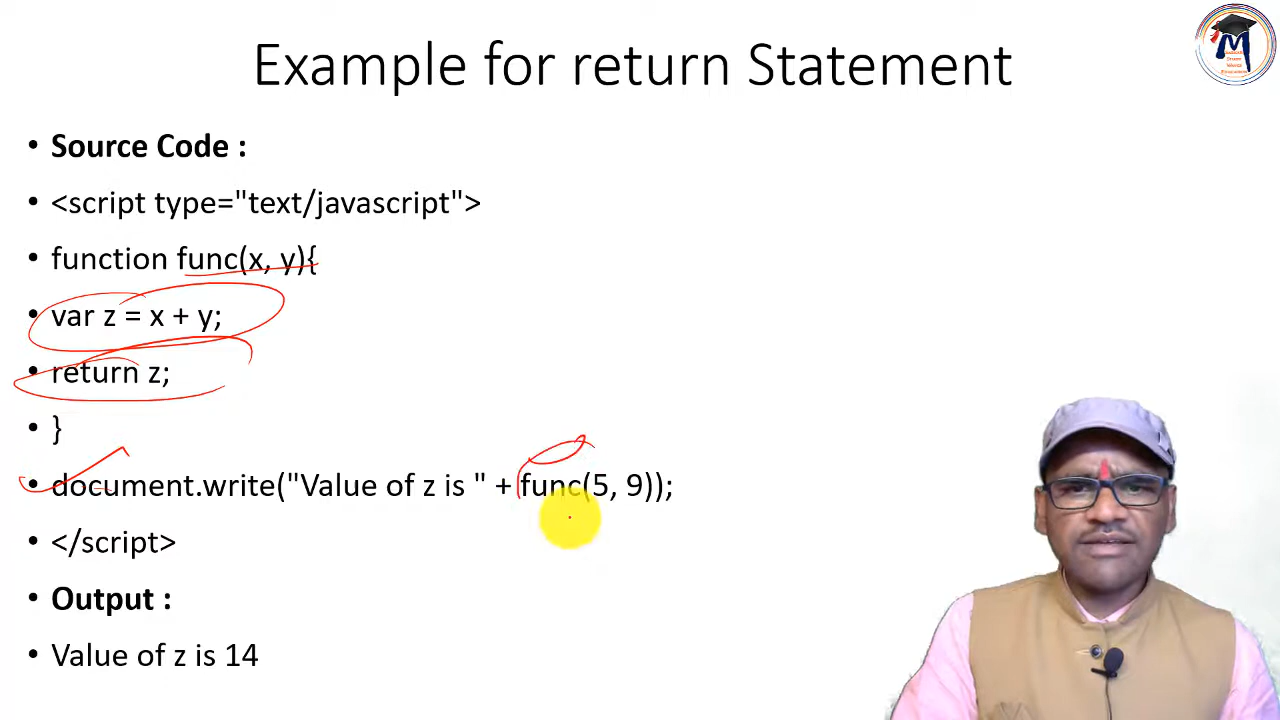 Example for return Statement
• Source Code :
• <script type="text/javascript">
• function func(x, y){
• var z = x + y;
• return z;
• }
• document.write("Value of z is " + func(5, 9));
• </script>
• Output :
• Value of z is 14